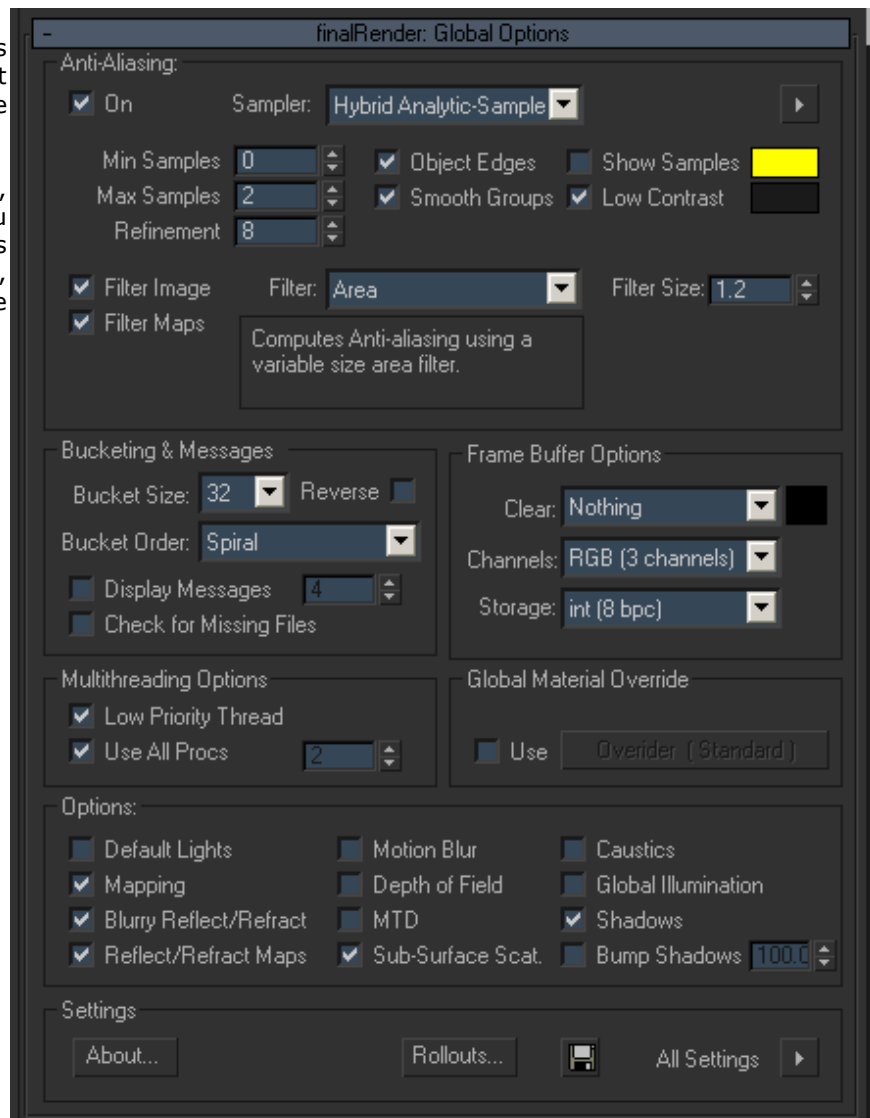 - finalRender: Global Options
s
t
e
,
u
s
,
e
Anti-Aliasing:
On Sampler: Hybrid Analytic-Sample
Min Samples 0 Object Edges Show Samples
Max Samples 2 Smooth Groups Low Contrast
Refinement 8
Filter Image Filter: Area Filter Size: 1.2
Filter Maps
Computes Anti-aliasing using a
variable size area filter.
Bucketing & Messages
Bucket Size: 32 Reverse
Bucket Order: Spiral
Display Messages 4
Check for Missing Files
Frame Buffer Options
Clear: Nothing
Channels: RGB (3 channels)
Storage: int (8 bpc)
Multithreading Options
Low Priority Thread
Use All Procs 2
Global Material Override
Use Overider ( Standard )
Options:
Default Lights Motion Blur Caustics
Mapping Depth of Field Global Illumination
Blurry Reflect/Refract MTD Shadows
Reflect/Refract Maps Sub-Surface Scat. Bump Shadows 100.0
Settings
About... Rollouts... All Settings